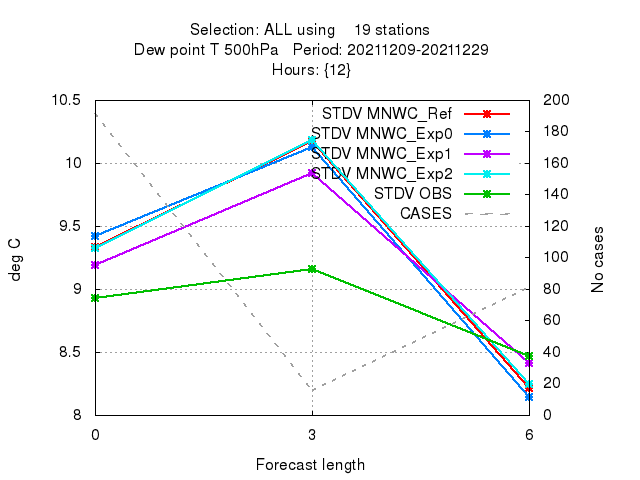 Selection: ALL using 19 stations
Dew point T 500hPa Period: 20211209-20211229
Hours: {12}
10.5
10
9.5
9
8.5
8
200
180
160
140
120
100
80
60
40
20
0
STDV MNWC_Ref
STDV MNWC_Exp0
STDV MNWC_Exp1
STDV MNWC_Exp2
STDV OBS
CASES
deg C
No cases
0 3 6
Forecast length